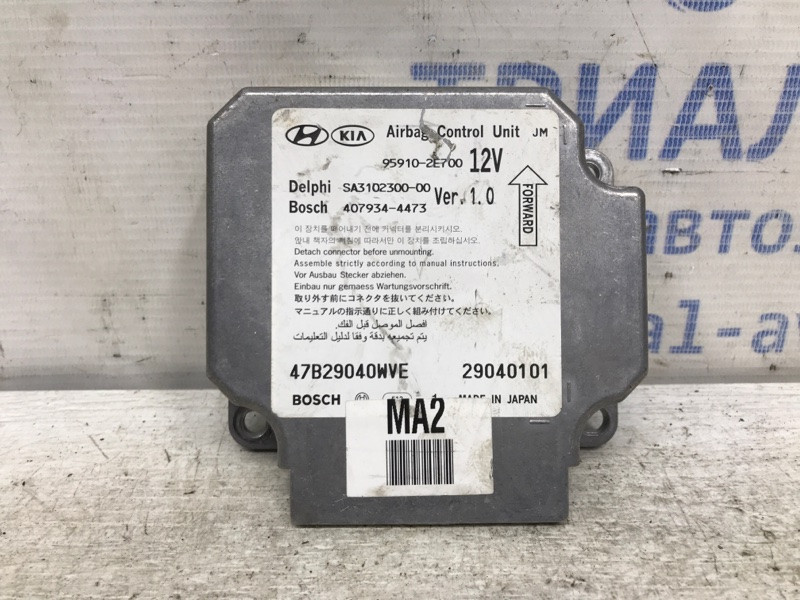 ТРИАЛ
HYUNDAI KIA Airbag Control Unit JM
95910-2E700 12V
Delphi SA3102300-00 Ver. 1.0
Bosch 407934-4473
FORWARD
이 장치를 떼어내기 전에 커넥터를 분리시키시오.
Detach connector before unmounting.
Assemble strictly according to manual instructions.
Vor Ausbau Stecker abziehen.
Einbau nur gemaess Wartungsvorschrift.
取り外す前にコネクタを抜いてください。
マニュアルの指示通りに正しく組み付けてください。
افصل الموصل قبل الفك.
يتم تجميعه بدقة وفقا لدليل التعليمات
47B29040WVE 29040101
BOSCH MADE IN JAPAN
MA2